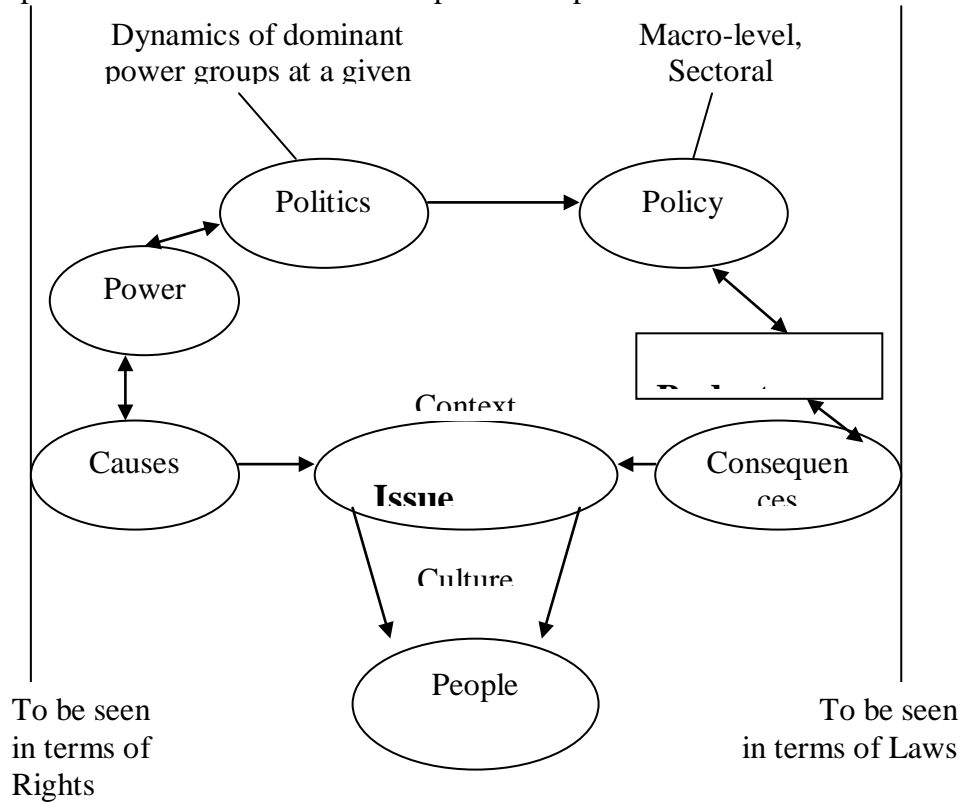 Dynamics of dominant
power groups at a given
Macro-level,
Sectoral
Politics
Policy
Power
Context
Causes
Issue
Consequen
ces
Culture
People
To be seen
in terms of
Rights
To be seen
in terms of Laws